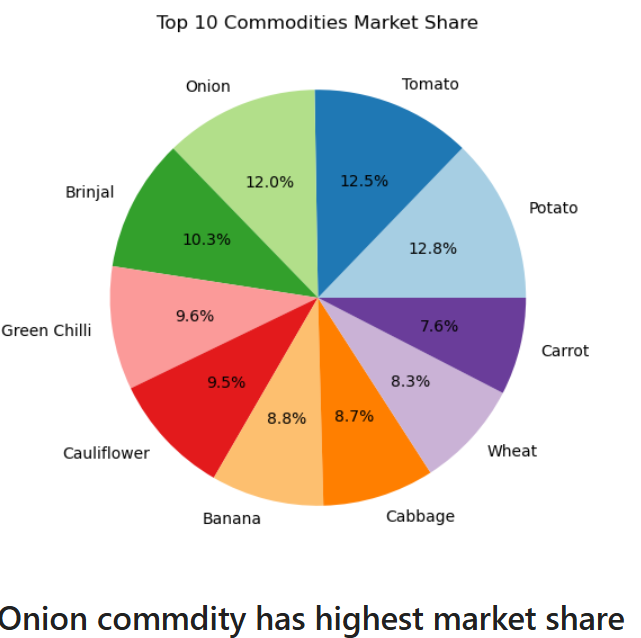 Top 10 Commodities Market Share
Onion
Tomato
Brinjal
12.0%
12.5%
Potato
10.3%
12.8%
Green Chilli
9.6%
7.6%
Carrot
9.5%
8.3%
Cauliflower
8.8%
8.7%
Wheat
Banana
Cabbage
Onion commdity has highest market share